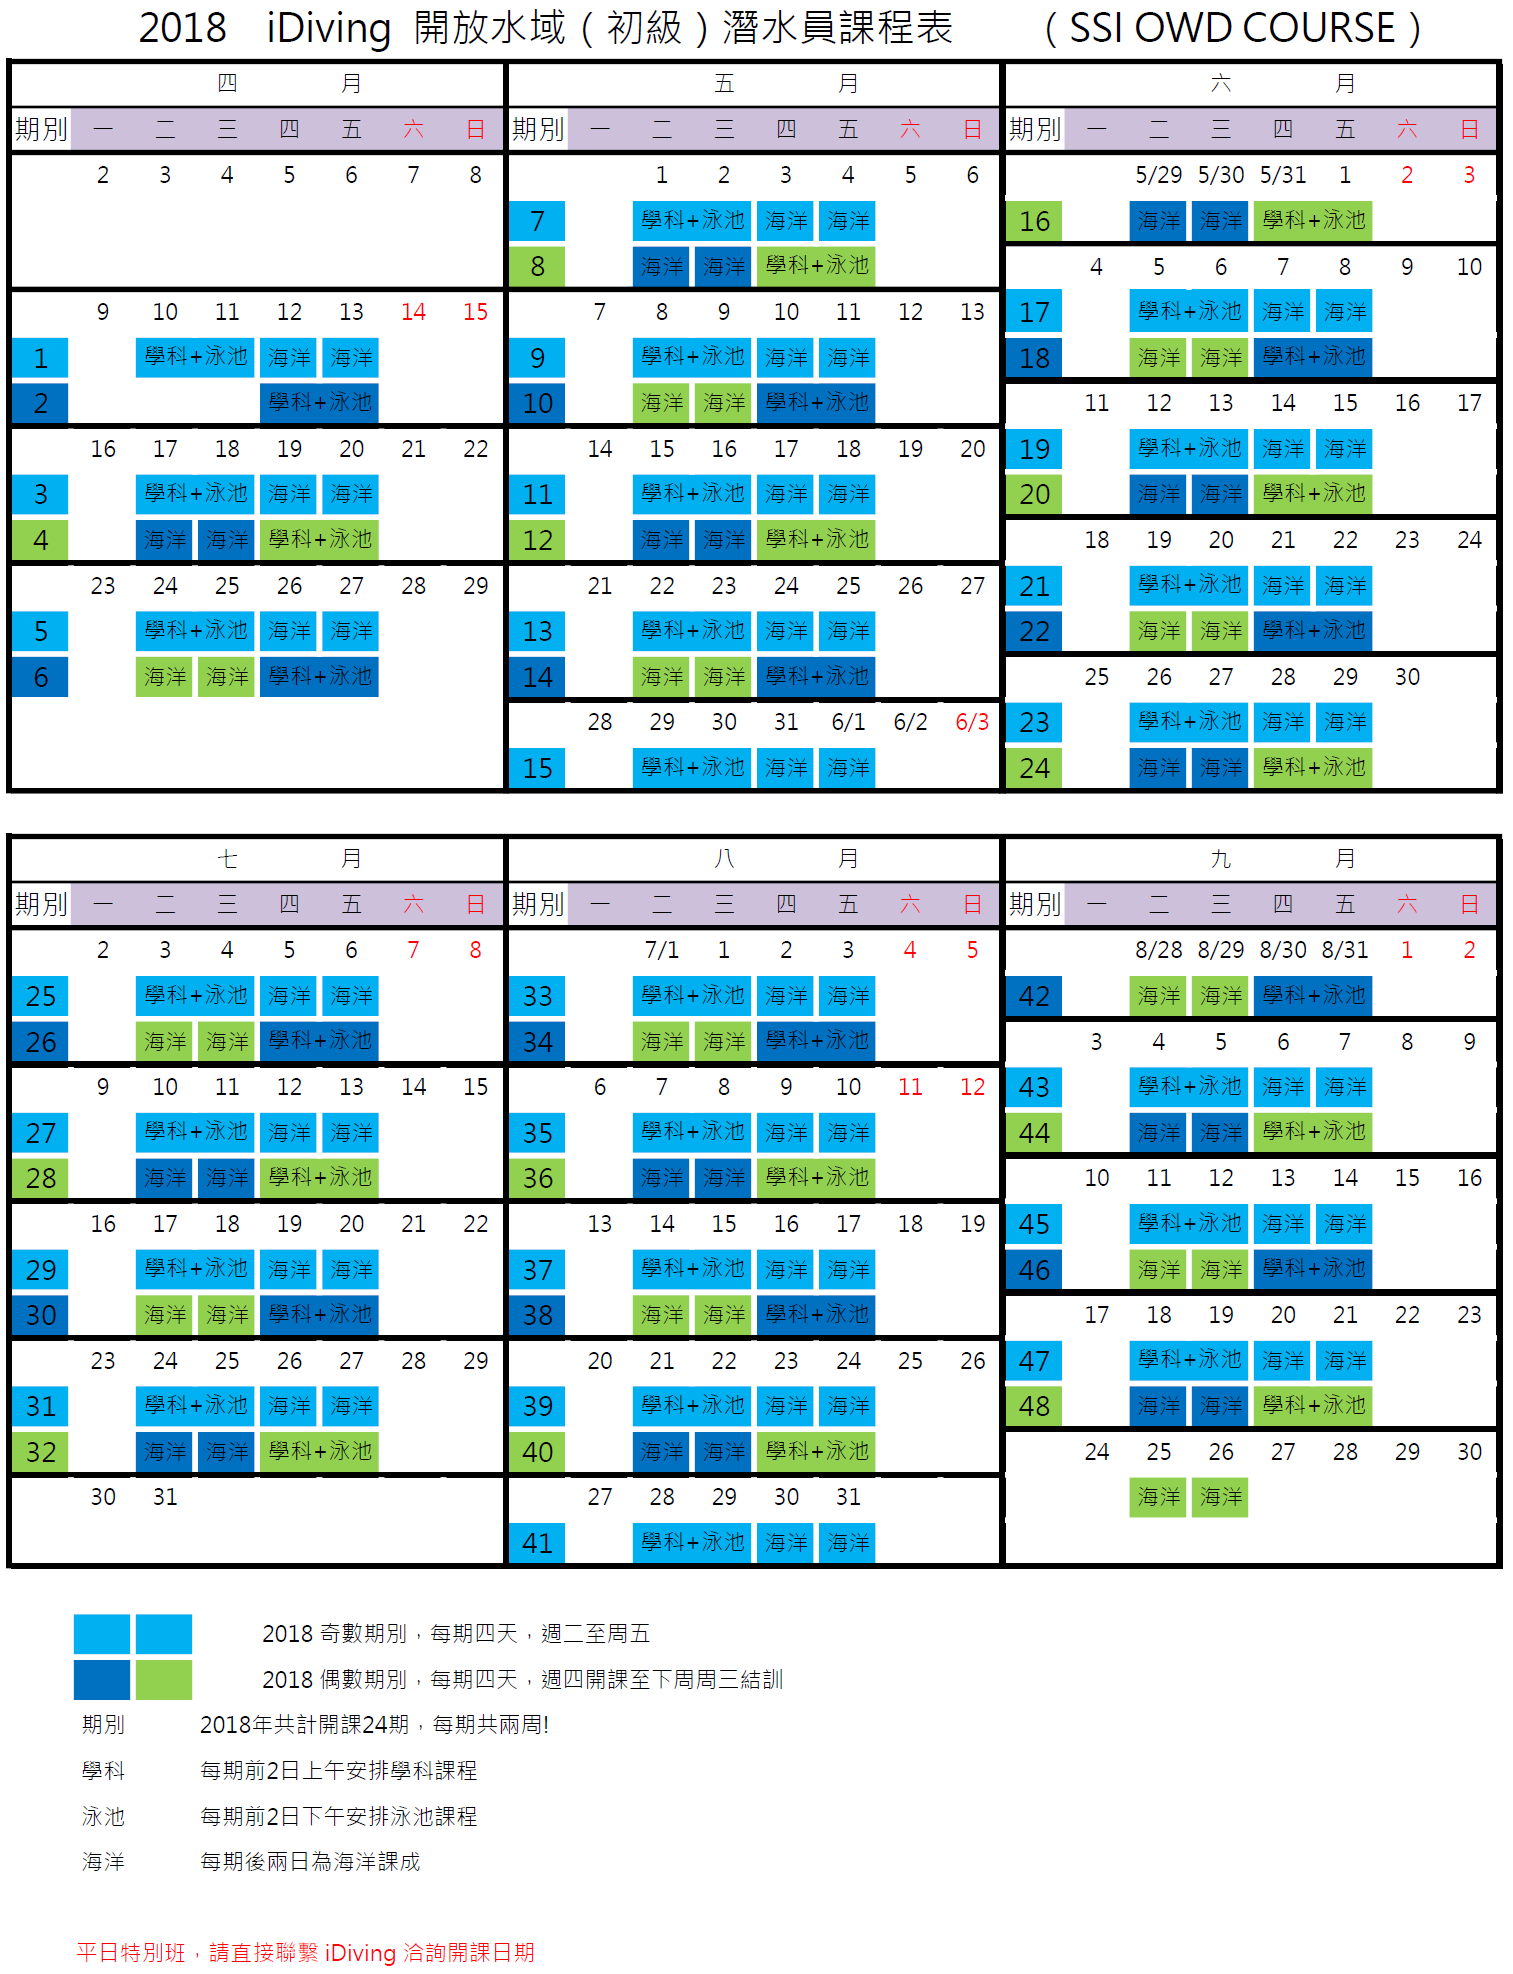 2018 iDiving 開放水域（初級）潛水員課程表 （SSI OWD COURSE）
四 月
期別 一 二 三 四 五 六 日
2 3 4 5 6 7 8
9 10 11 12 13 14 15
1 學科+泳池 海洋 海洋
2 學科+泳池
16 17 18 19 20 21 22
3 學科+泳池 海洋 海洋
4 海洋 海洋 學科+泳池
23 24 25 26 27 28 29
5 學科+泳池 海洋 海洋
6 海洋 海洋 學科+泳池
五 月
期別 一 二 三 四 五 六 日
1 2 3 4 5 6
7 學科+泳池 海洋 海洋
8 海洋 海洋 學科+泳池
7 8 9 10 11 12 13
9 學科+泳池 海洋 海洋
10 海洋 海洋 學科+泳池
14 15 16 17 18 19 20
11 學科+泳池 海洋 海洋
12 海洋 海洋 學科+泳池
21 22 23 24 25 26 27
13 學科+泳池 海洋 海洋
14 海洋 海洋 學科+泳池
28 29 30 31 6/1 6/2 6/3
15 學科+泳池 海洋 海洋
六 月
期別 一 二 三 四 五 六 日
5/29 5/30 5/31 1 2 3
16 海洋 海洋 學科+泳池
4 5 6 7 8 9 10
17 學科+泳池 海洋 海洋
18 海洋 海洋 學科+泳池
11 12 13 14 15 16 17
19 學科+泳池 海洋 海洋
20 海洋 海洋 學科+泳池
18 19 20 21 22 23 24
21 學科+泳池 海洋 海洋
22 海洋 海洋 學科+泳池
25 26 27 28 29 30
23 學科+泳池 海洋 海洋
24 海洋 海洋 學科+泳池
七 月
期別 一 二 三 四 五 六 日
2 3 4 5 6 7 8
25 學科+泳池 海洋 海洋
26 海洋 海洋 學科+泳池
9 10 11 12 13 14 15
27 學科+泳池 海洋 海洋
28 海洋 海洋 學科+泳池
16 17 18 19 20 21 22
29 學科+泳池 海洋 海洋
30 海洋 海洋 學科+泳池
23 24 25 26 27 28 29
31 學科+泳池 海洋 海洋
32 海洋 海洋 學科+泳池
30 31
八 月
期別 一 二 三 四 五 六 日
7/1 1 2 3 4 5
33 學科+泳池 海洋 海洋
34 海洋 海洋 學科+泳池
6 7 8 9 10 11 12
35 學科+泳池 海洋 海洋
36 海洋 海洋 學科+泳池
13 14 15 16 17 18 19
37 學科+泳池 海洋 海洋
38 海洋 海洋 學科+泳池
20 21 22 23 24 25 26
39 學科+泳池 海洋 海洋
40 海洋 海洋 學科+泳池
27 28 29 30 31
41 學科+泳池 海洋 海洋
九 月
期別 一 二 三 四 五 六 日
8/28 8/29 8/30 8/31 1 2
42 海洋 海洋 學科+泳池
3 4 5 6 7 8 9
43 學科+泳池 海洋 海洋
44 海洋 海洋 學科+泳池
10 11 12 13 14 15 16
45 學科+泳池 海洋 海洋
46 海洋 海洋 學科+泳池
17 18 19 20 21 22 23
47 學科+泳池 海洋 海洋
48 海洋 海洋 學科+泳池
24 25 26 27 28 29 30
海洋 海洋
2018 奇數期別，每期四天，週二至周五
2018 偶數期別，每期四天，週四開課至下周周三結訓
期別 2018年共計開課24期，每期共兩周!
學科 每期前2日上午安排學科課程
泳池 每期前2日下午安排泳池課程
海洋 每期後兩日為海洋課成
平日特別班，請直接聯繫 iDiving 洽詢開課日期